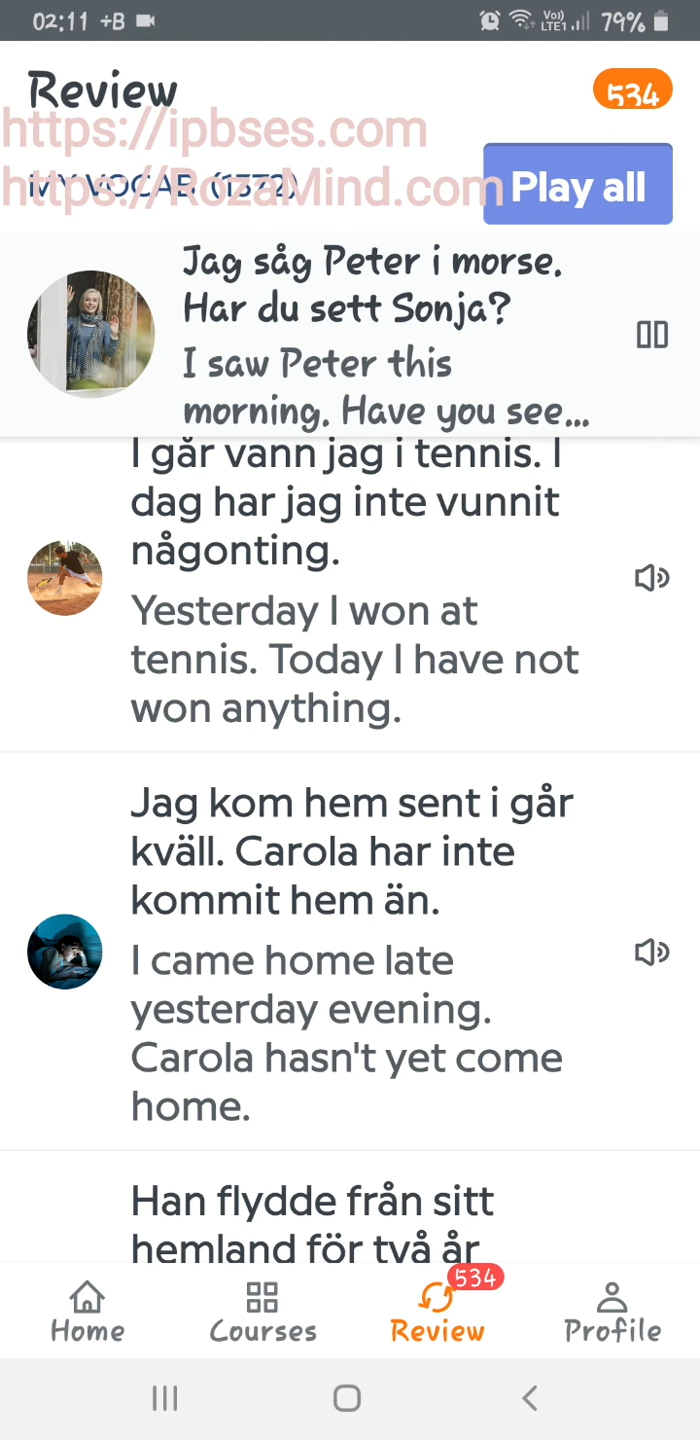 02:11 +B
Vo))
LTE1
79%
Review
534
https://ipbses.com
MY VOCAB (1572)
https://RozaMind.com
Play all
Jag såg Peter i morse.
Har du sett Sonja?
I saw Peter this
morning. Have you see...
I går vann jag i tennis. I
dag har jag inte vunnit
någonting.
Yesterday I won at
tennis. Today I have not
won anything.
Jag kom hem sent i går
kväll. Carola har inte
kommit hem än.
I came home late
yesterday evening.
Carola hasn't yet come
home.
Han flydde från sitt
hemland för två år
534
Home
Courses
Review
Profile